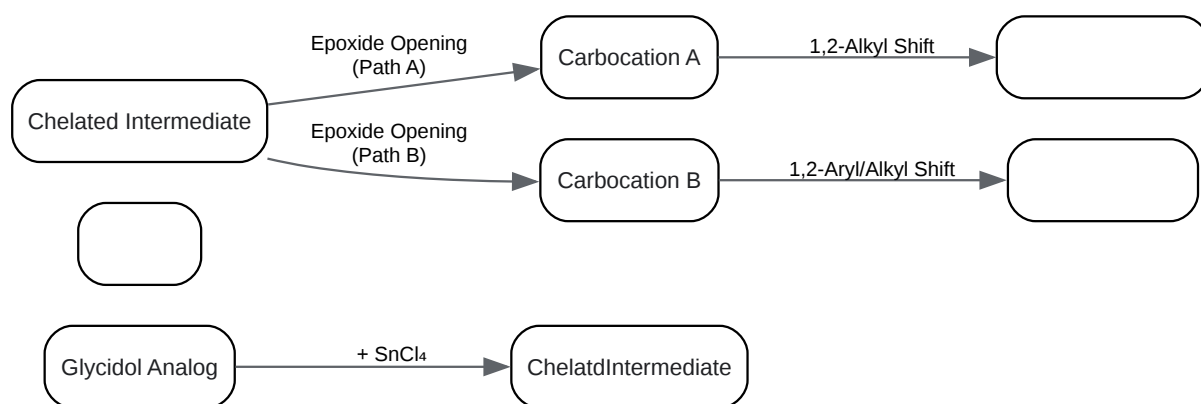 Epoxide Opening
(Path A)
Carbocation A
1,2-Alkyl Shift
Chelated Intermediate
Epoxide Opening
(Path B)
Carbocation B
1,2-Aryl/Alkyl Shift
Glycidol Analog
+ SnCl₄
ChelatdIntermediate